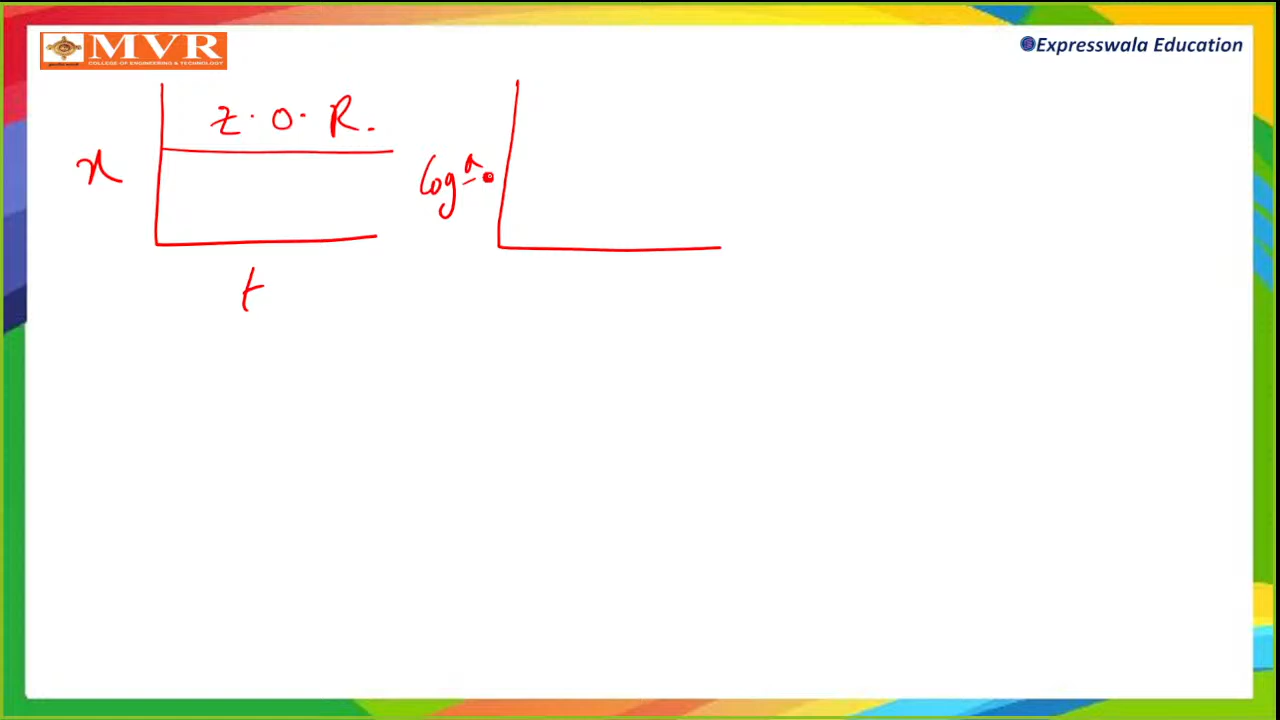 MVR
COLLEGE OF ENGINEERING & TECHNOLOGY
Expresswala Education
Z. O. R.
x
t
log a